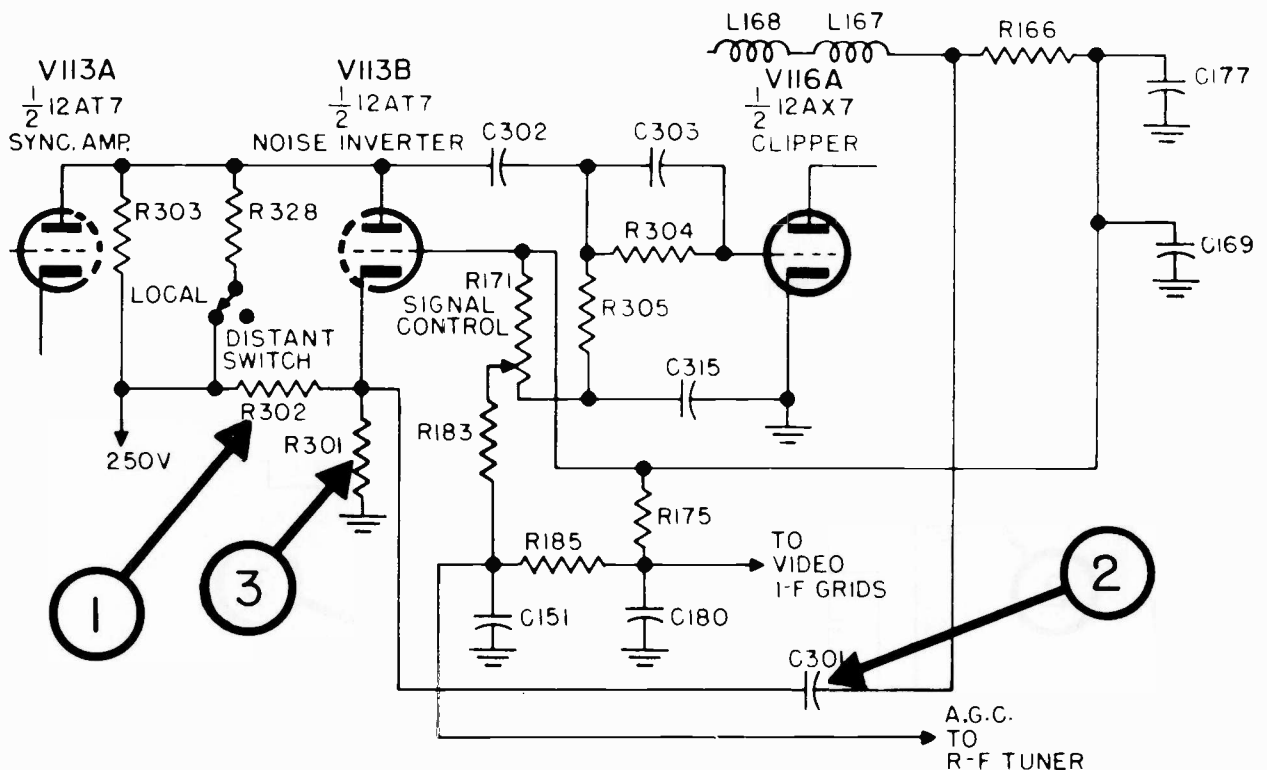 L168
L167
R166
V113A
1/2 12AT7
SYNC. AMP.
V113B
1/2 12AT7
NOISE INVERTER
V116A
1/2 12AX7
CLIPPER
C177
C302
C303
R303
R328
R304
C169
LOCAL
DISTANT
SWITCH
R171
SIGNAL
CONTROL
R305
C315
R302
R301
R183
250V
R175
R185
TO
VIDEO
I-F GRIDS
1
3
2
C151
C180
C301
A.G.C.
TO
R-F TUNER